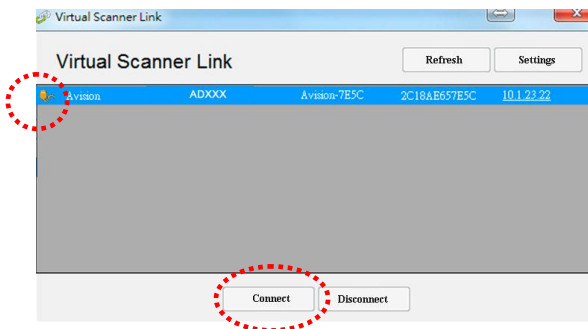 Virtual Scanner Link
Virtual Scanner Link
Refresh
Settings
Avision ADXXX Avision-7E5C 2C18AE657E5C 10.1.23.22
Connect
Disconnect